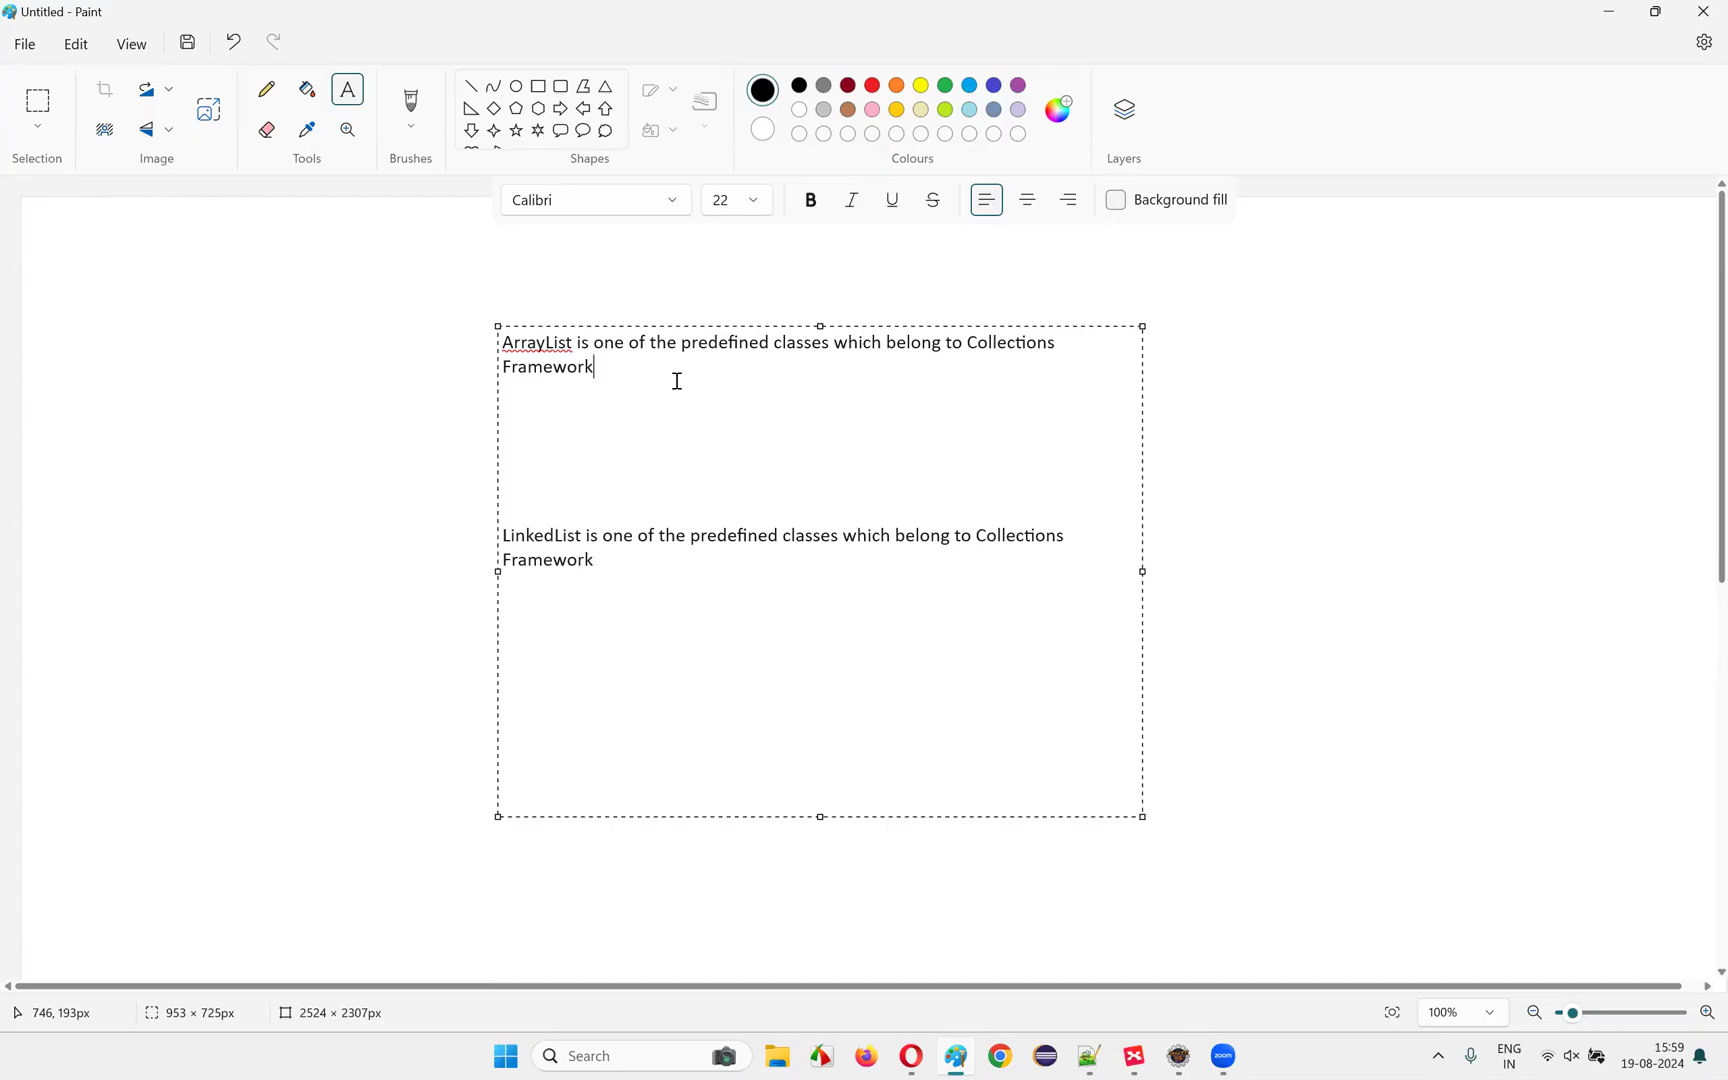 Untitled - Paint
File
Edit
View
Selection
Image
Tools
Brushes
Shapes
Colours
Layers
Calibri
22
B
I
U
S
Background fill
ArrayList is one of the predefined classes which belong to Collections
Framework
LinkedList is one of the predefined classes which belong to Collections
Framework
746, 193px
953 × 725px
2524 × 2307px
100%
Search
zoom
ENG
IN
15:59
19-08-2024